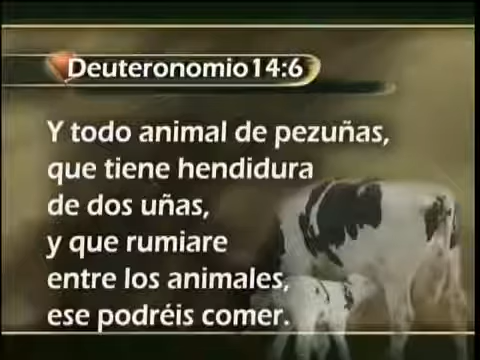 Deuteronomio 14:6
Y todo animal de pezuñas,
que tiene hendidura
de dos uñas,
y que rumiare
entre los animales,
ese podréis comer.